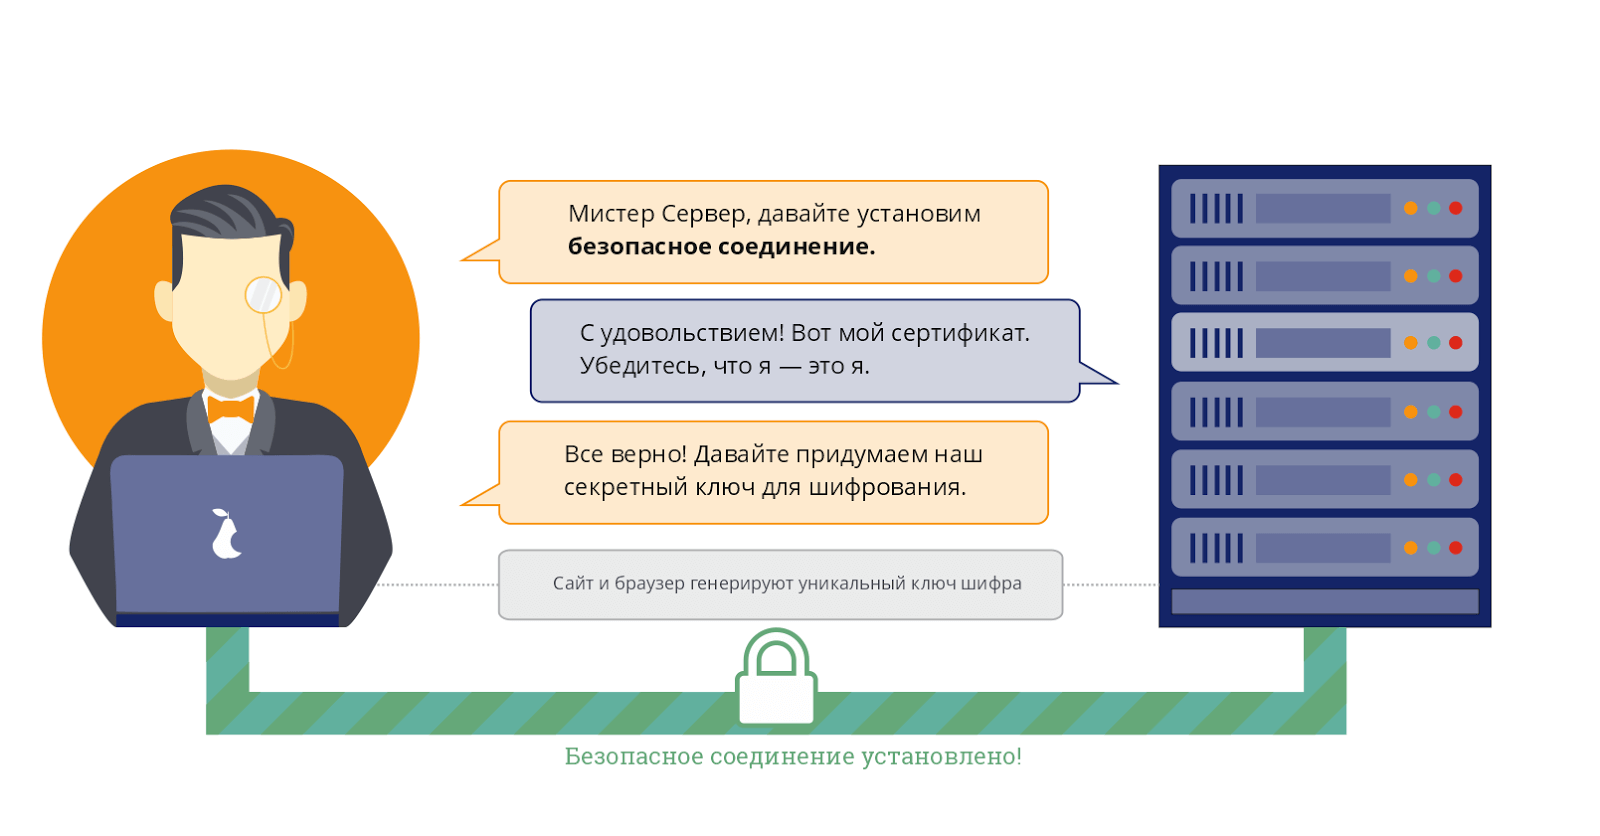 Мистер Сервер, давайте установим
безопасное соединение.
С удовольствием! Вот мой сертификат.
Убедитесь, что я — это я.
Все верно! Давайте придумаем наш
секретный ключ для шифрования.
Сайт и браузер генерируют уникальный ключ шифра
Безопасное соединение установлено!